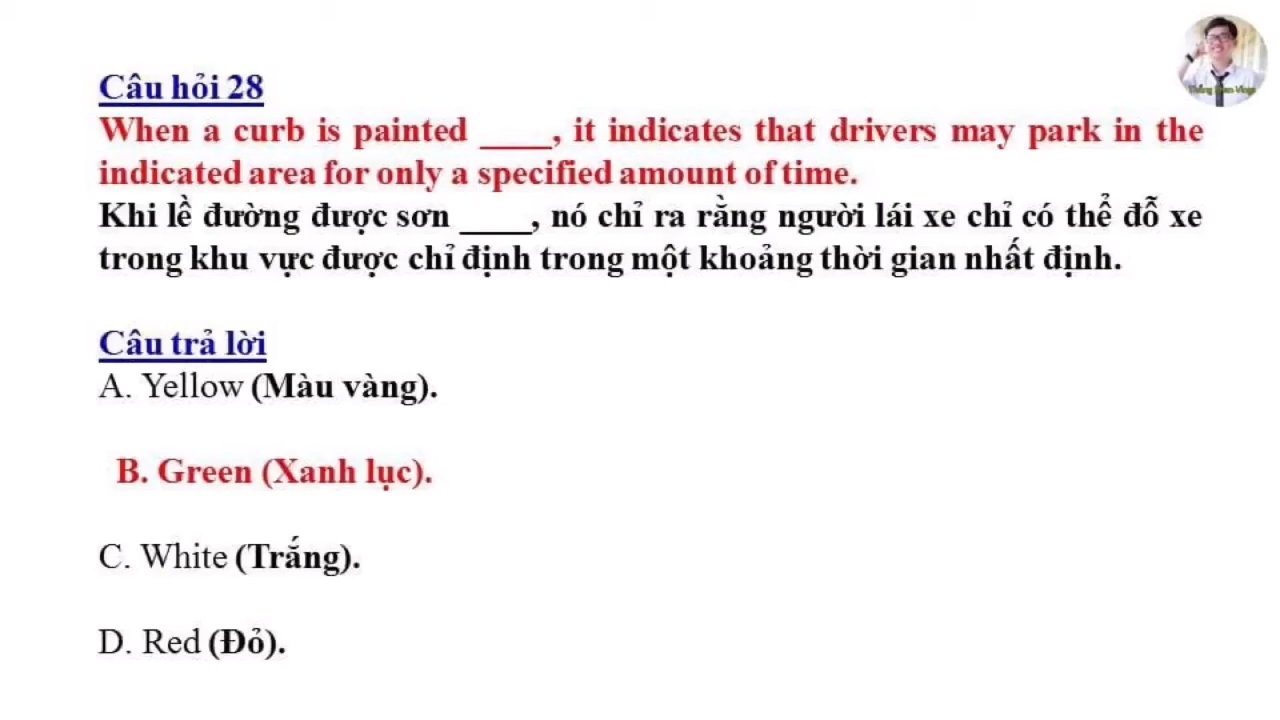 Câu hỏi 28
When a curb is painted ____, it indicates that drivers may park in the
indicated area for only a specified amount of time.
Khi lề đường được sơn ____, nó chỉ ra rằng người lái xe chỉ có thể đỗ xe
trong khu vực được chỉ định trong một khoảng thời gian nhất định.
Câu trả lời
A. Yellow (Màu vàng).
B. Green (Xanh lục).
C. White (Trắng).
D. Red (Đỏ).